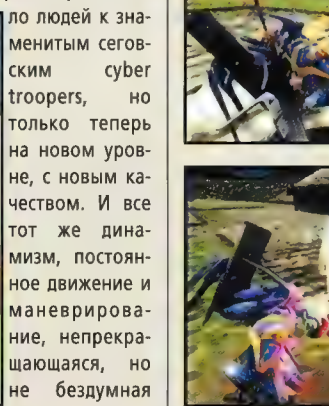 ло людей к зна-
менитым сегов-
ским cyber
troopers, но
только теперь
на новом уров-
не, с новым ка-
чеством. И все
тот же дина-
мизм, постоян-
ное движение и
маневрирова-
ние, непрекра-
щающаяся, но
не бездумная